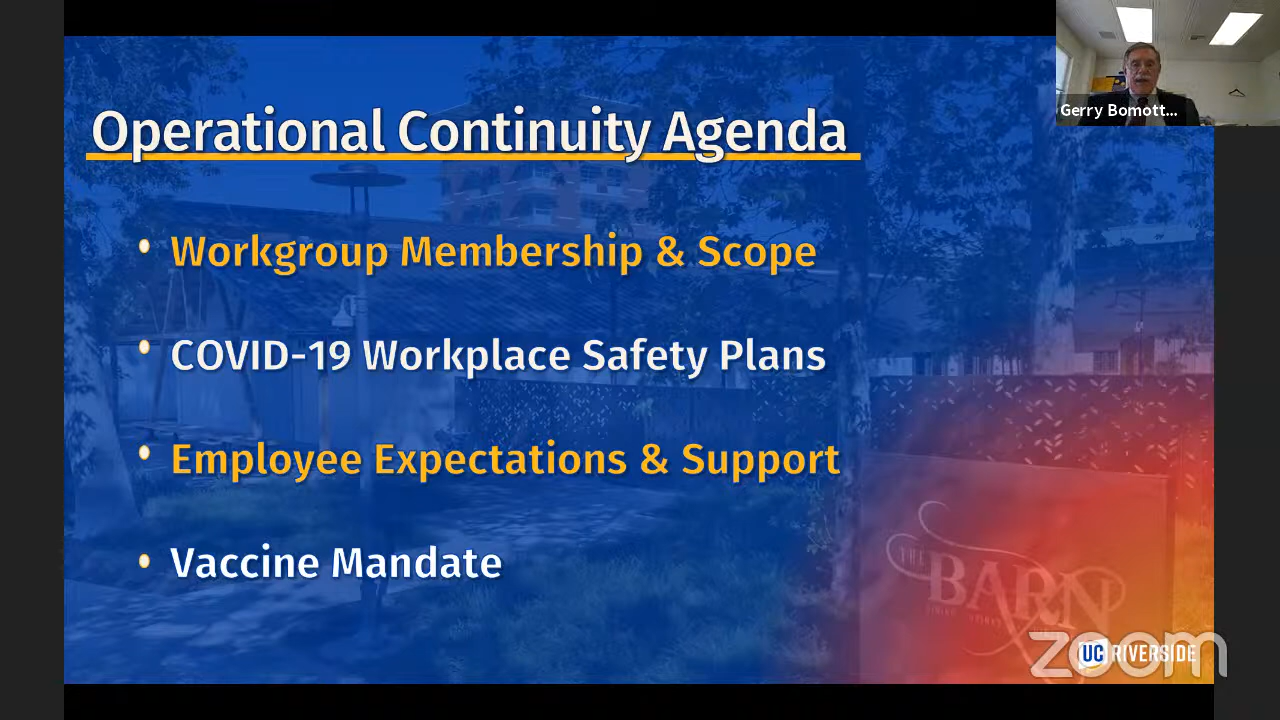 Operational Continuity Agenda
Gerry Bomott...
• Workgroup Membership & Scope
• COVID-19 Workplace Safety Plans
• Employee Expectations & Support
• Vaccine Mandate
THE
BARN
zoom
UC RIVERSIDE